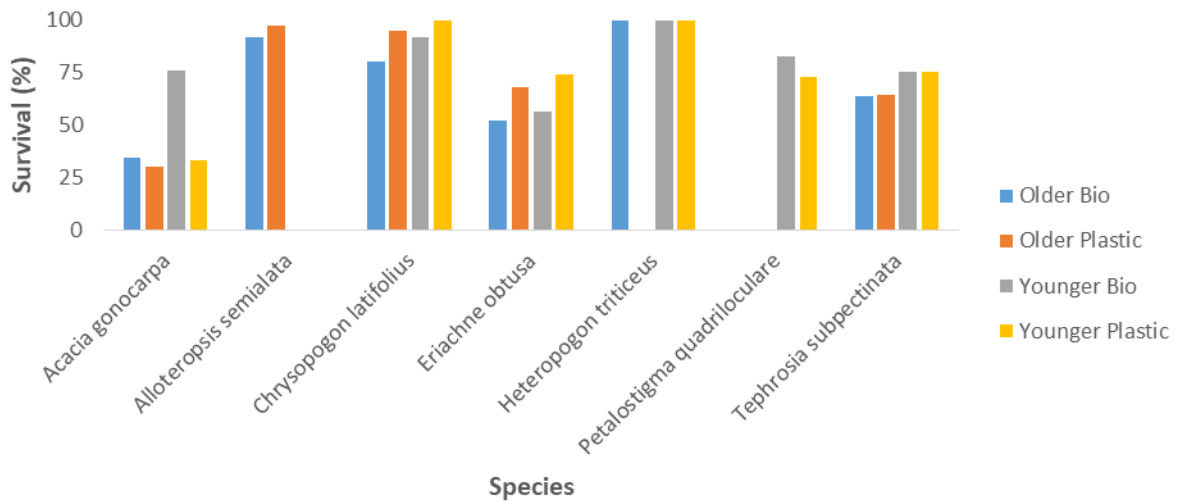 Survival (%)
100
75
50
25
0
Acacia gonocarpa
Alloteropsis semialata
Chrysopogon latifolius
Eriachne obtusa
Heteropogon triticeus
Petalostigma quadriloculare
Tephrosia subpectinata
Species
Older Bio
Older Plastic
Younger Bio
Younger Plastic